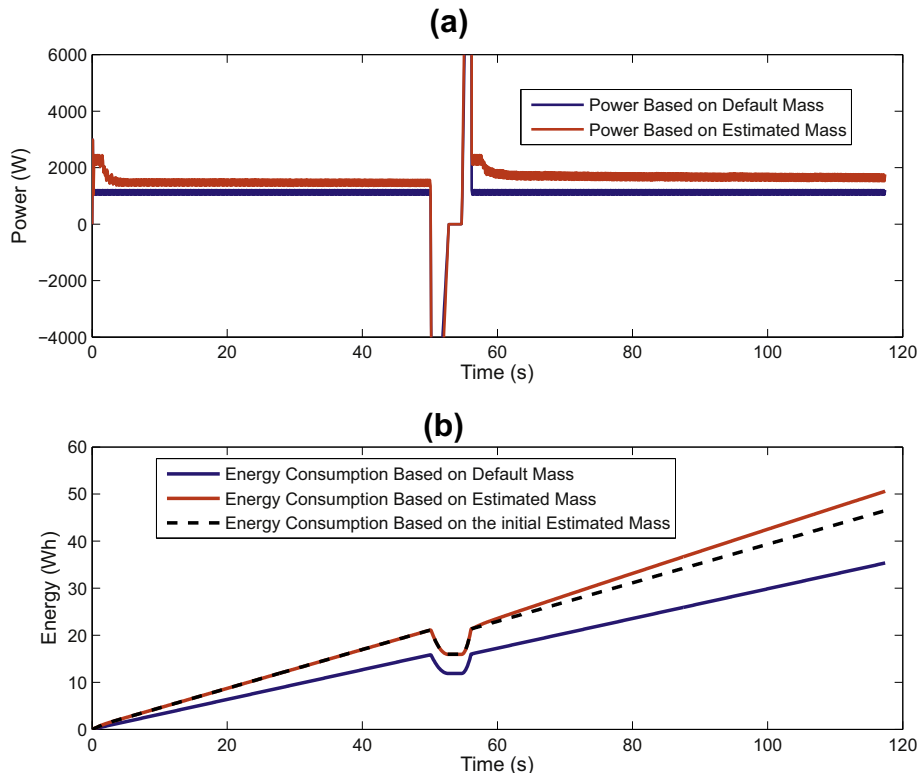 (a)
6000
4000
2000
0
−2000
−4000
Power (W)
Power Based on Default Mass
Power Based on Estimated Mass
0 20 40 60 80 100 120
Time (s)
(b)
60
50
40
30
20
10
0
Energy (Wh)
Energy Consumption Based on Default Mass
Energy Consumption Based on Estimated Mass
Energy Consumption Based on the initial Estimated Mass
0 20 40 60 80 100 120
Time (s)